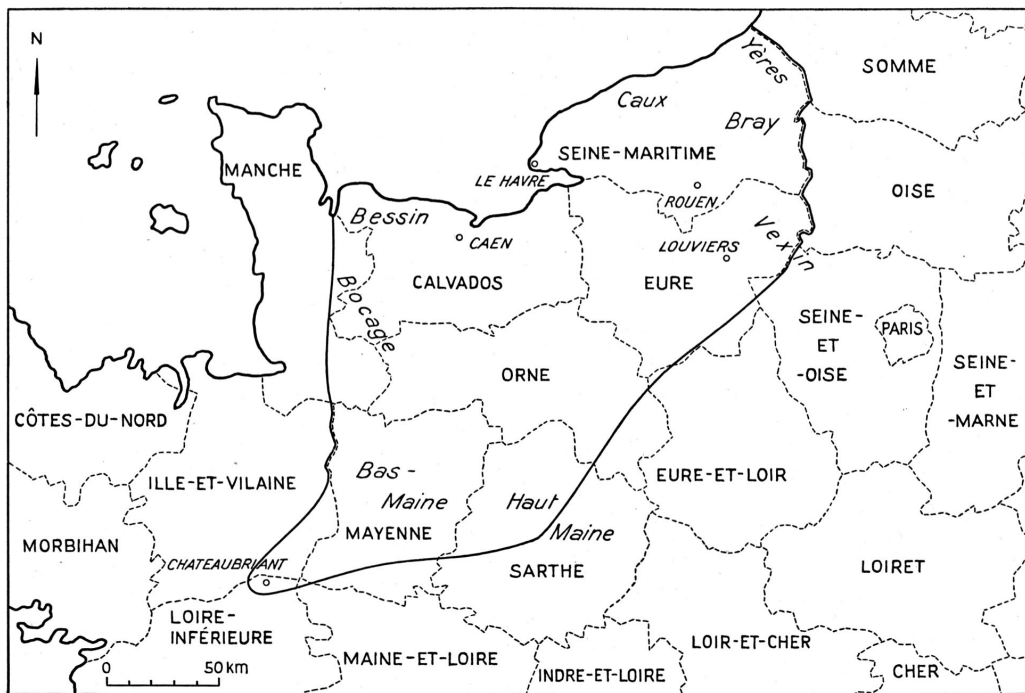 N
Yères
SOMME
Caux
Bray
SEINE-MARITIME
MANCHE
LE HAVRE
OISE
ROUEN
Bessin
CAEN
LOUVIERS
Vexin
CALVADOS
EURE
Bocage
SEINE-
ET
-OISE
PARIS
SEINE-
ET
-MARNE
ORNE
CÔTES-DU-NORD
ILLE-ET-VILAINE
Bas-
Maine
MAYENNE
Haut
Maine
EURE-ET-LOIR
MORBIHAN
CHATEAUBRIANT
SARTHE
LOIRET
LOIRE-
INFÉRIEURE
MAINE-ET-LOIRE
LOIR-ET-CHER
INDRE-ET-LOIRE
CHER
0 50 km